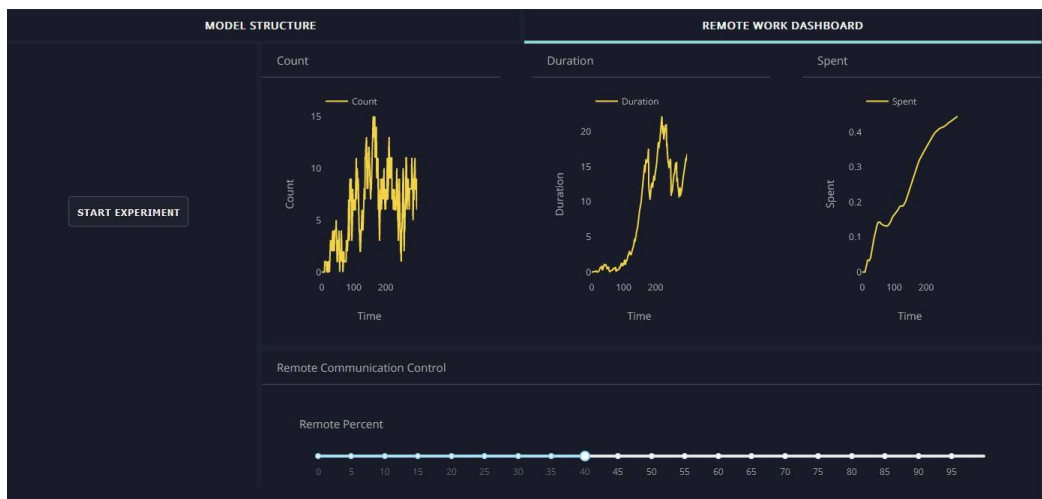 MODEL STRUCTURE
REMOTE WORK DASHBOARD
START EXPERIMENT
Count
Count
15
10
5
0
Count
0 100 200
Time
Duration
Duration
20
15
10
5
0
Duration
0 100 200
Time
Spent
Spent
0.4
0.3
0.2
0.1
0
Spent
0 100 200
Time
Remote Communication Control
Remote Percent
0 5 10 15 20 25 30 35 40 45 50 55 60 65 70 75 80 85 90 95